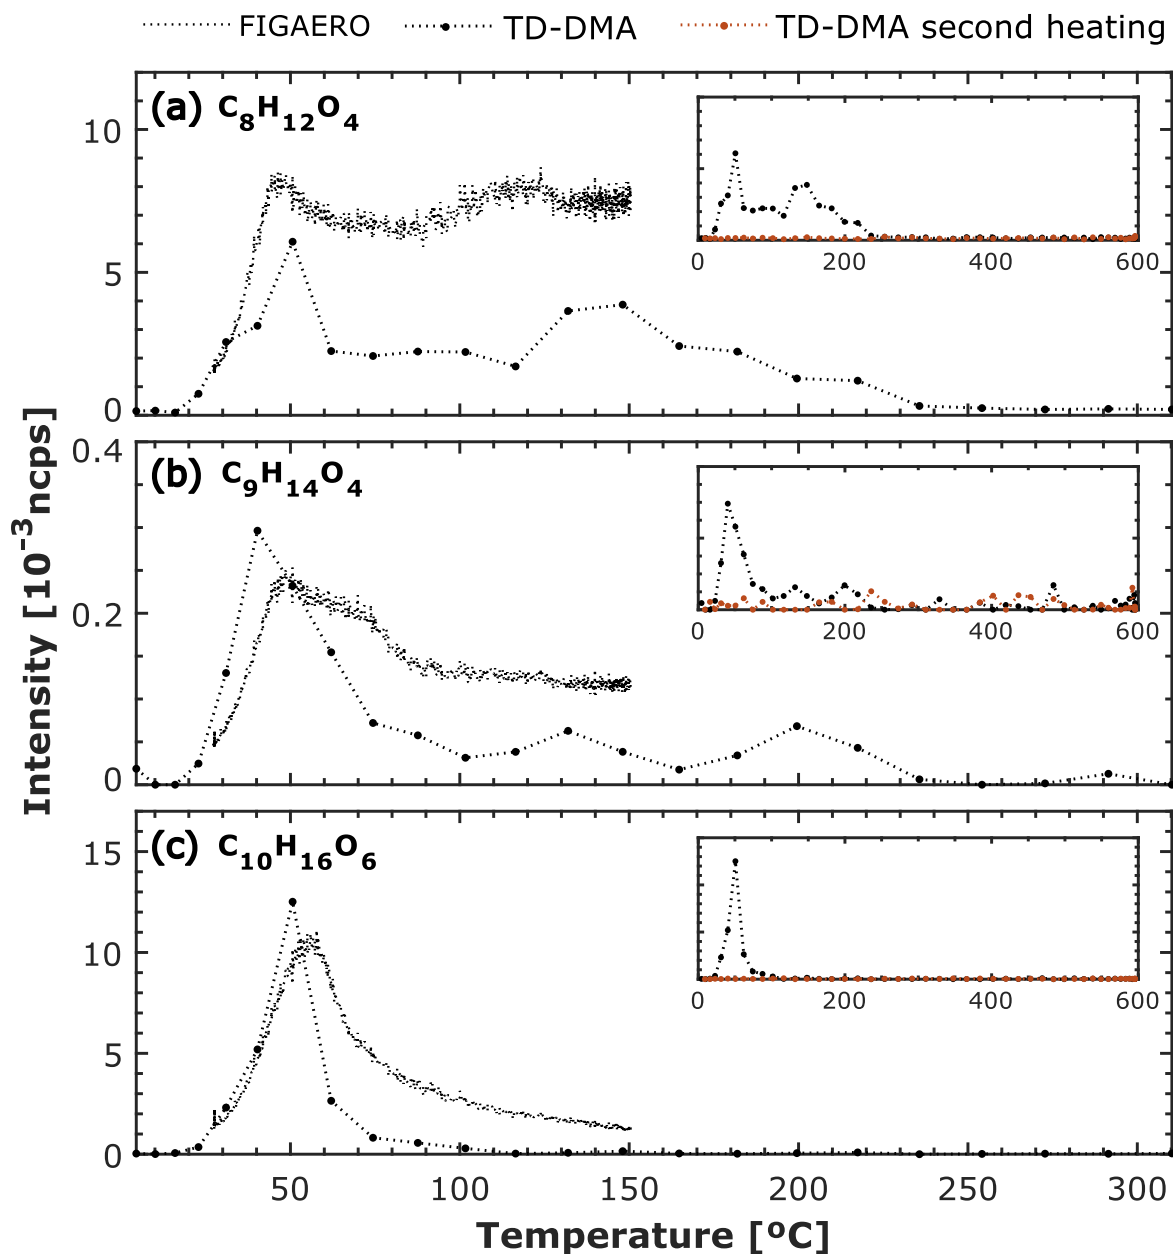 FIGAERO TD-DMA TD-DMA second heating
Intensity [10⁻³ncps]
(a) C₈H₁₂O₄
10
5
0
0 200 400 600
(b) C₉H₁₄O₄
0.4
0.2
0
0 200 400 600
(c) C₁₀H₁₆O₆
15
10
5
0
0 200 400 600
50 100 150 200 250 300
Temperature [ºC]